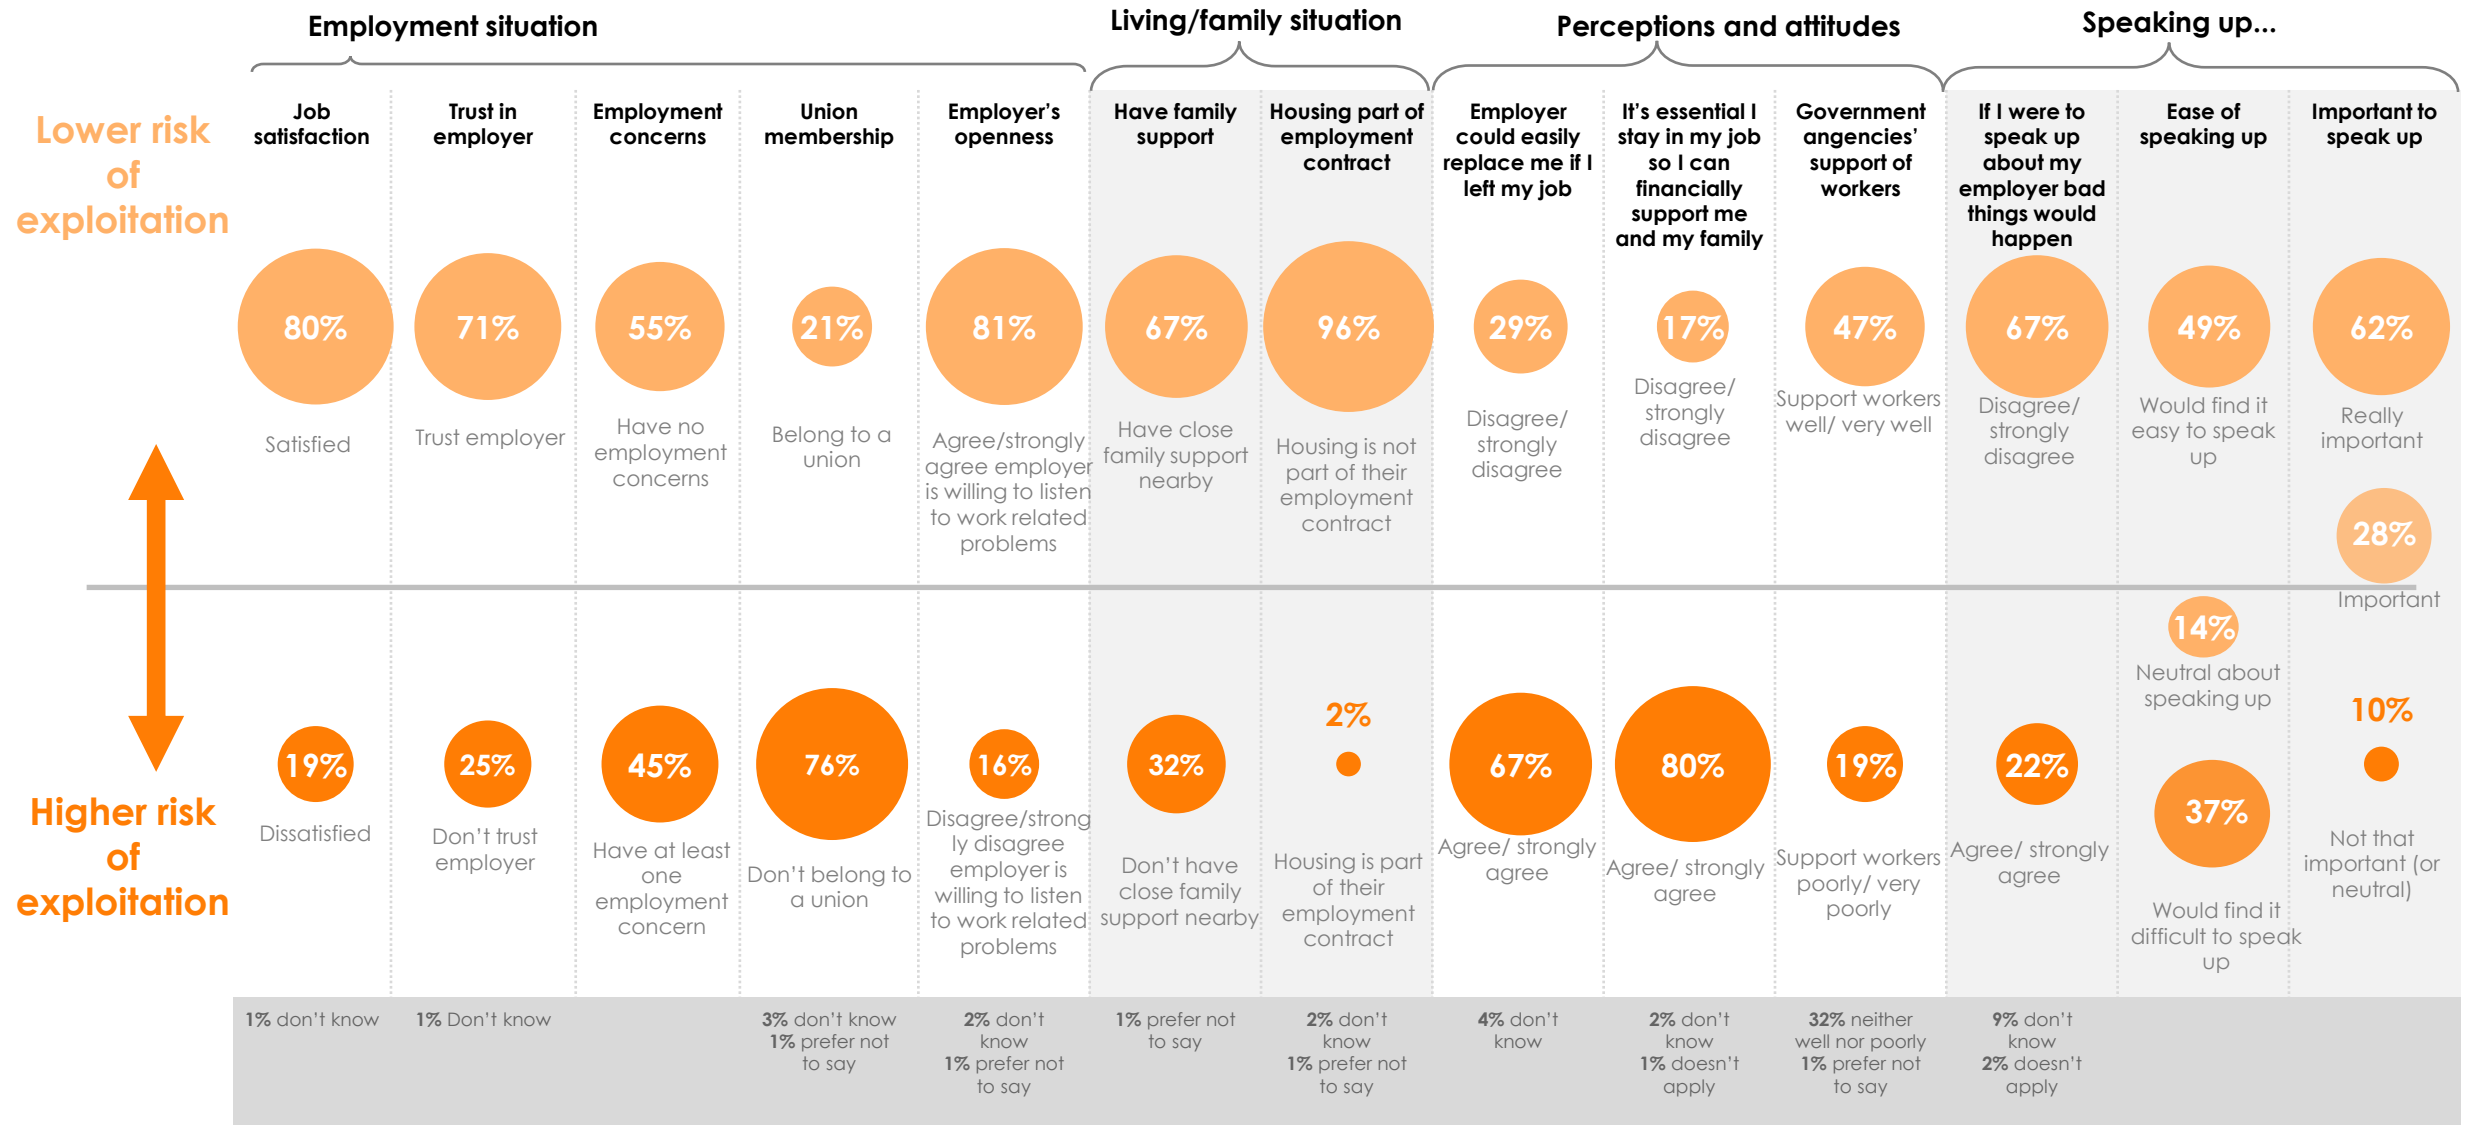 Employment situation
Living/family situation
Perceptions and attitudes
Speaking up...
Lower risk
of
exploitation
Job
satisfaction
Trust in
employer
Employment
concerns
Union
membership
Employer's
openness
Have family
support
Housing part of
employment
contract
Employer
could easily
replace me if I
left my job
It's essential I
stay in my job
so I can
financially
support me
and my family
Government
angencies'
support of
workers
If I were to
speak up
about my
employer bad
things would
happen
Ease of
speaking up
Important to
speak up
80%
Satisfied
71%
Trust employer
55%
Have no
employment
concerns
21%
Belong to a
union
81%
Agree/strongly
agree employer
is willing to listen
to work related
problems
67%
Have close
family support
nearby
96%
Housing is not
part of their
employment
contract
29%
Disagree/
strongly
disagree
17%
Disagree/
strongly
disagree
47%
Support workers
well/ very well
67%
Disagree/
strongly
disagree
49%
Would find it
easy to speak
up
62%
Really
important
28%
Important
Higher risk
of
exploitation
19%
Dissatisfied
25%
Don't trust
employer
45%
Have at least
one
employment
concern
76%
Don't belong to
a union
16%
Disagree/strong
ly disagree
employer is
willing to listen
to work related
problems
32%
Don't have
close family
support nearby
2%
Housing is part
of their
employment
contract
67%
Agree/ strongly
agree
80%
Agree/ strongly
agree
19%
Support workers
poorly/ very
poorly
22%
Agree/ strongly
agree
14%
Neutral about
speaking up
37%
Would find it
difficult to speak
up
10%
Not that
important (or
neutral)
1% don't know
1% Don't know
3% don't know
1% prefer not
to say
2% don't
know
1% prefer not
to say
1% prefer not
to say
2% don't
know
1% prefer not
to say
4% don't
know
2% don't
know
1% doesn't
apply
32% neither
well nor poorly
1% prefer not
to say
9% don't
know
2% doesn't
apply